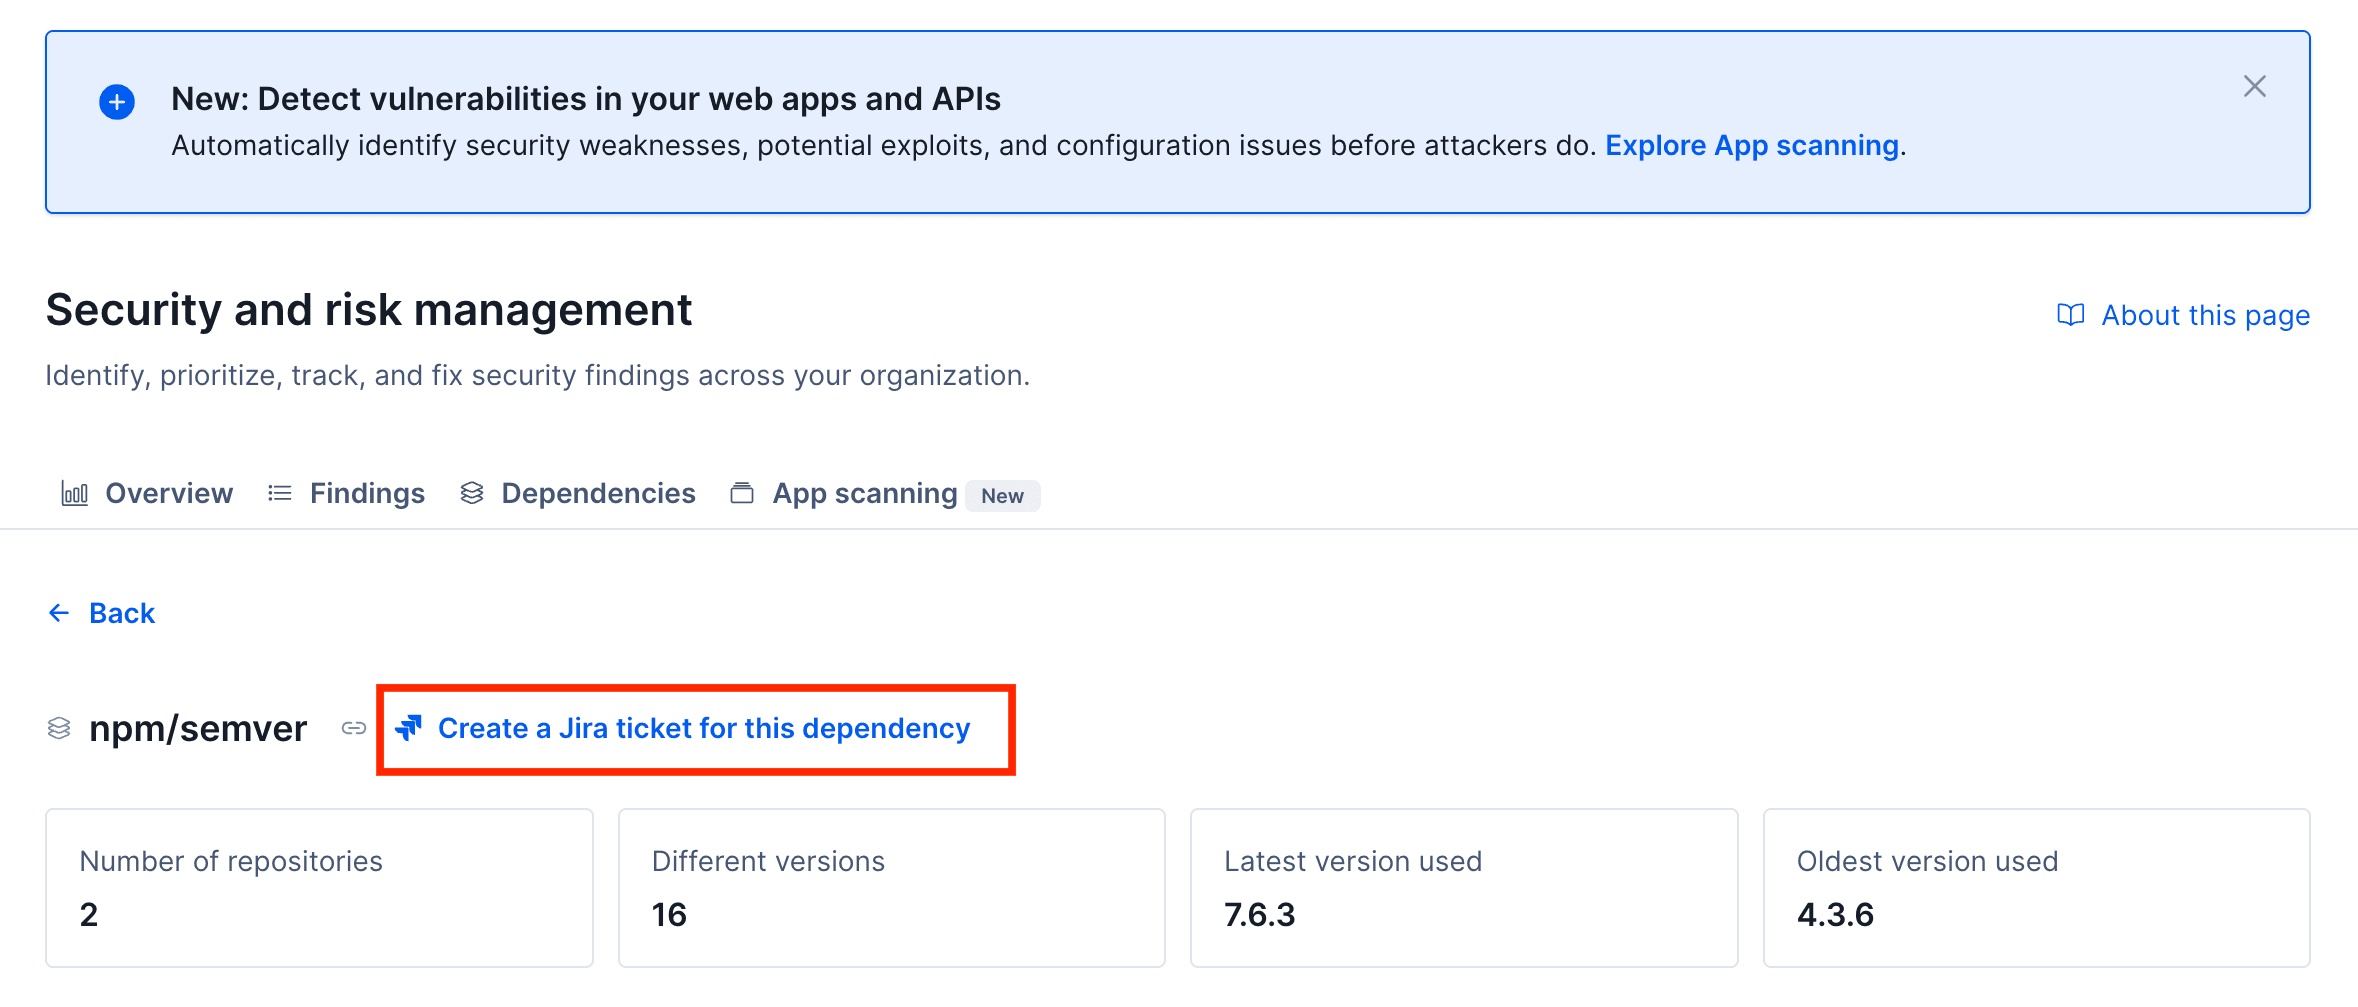 New: Detect vulnerabilities in your web apps and APIs
Automatically identify security weaknesses, potential exploits, and configuration issues before attackers do. Explore App scanning.
Security and risk management
About this page
Identify, prioritize, track, and fix security findings across your organization.
Overview Findings Dependencies App scanning New
Back
npm/semver Create a Jira ticket for this dependency
Number of repositories
2
Different versions
16
Latest version used
7.6.3
Oldest version used
4.3.6